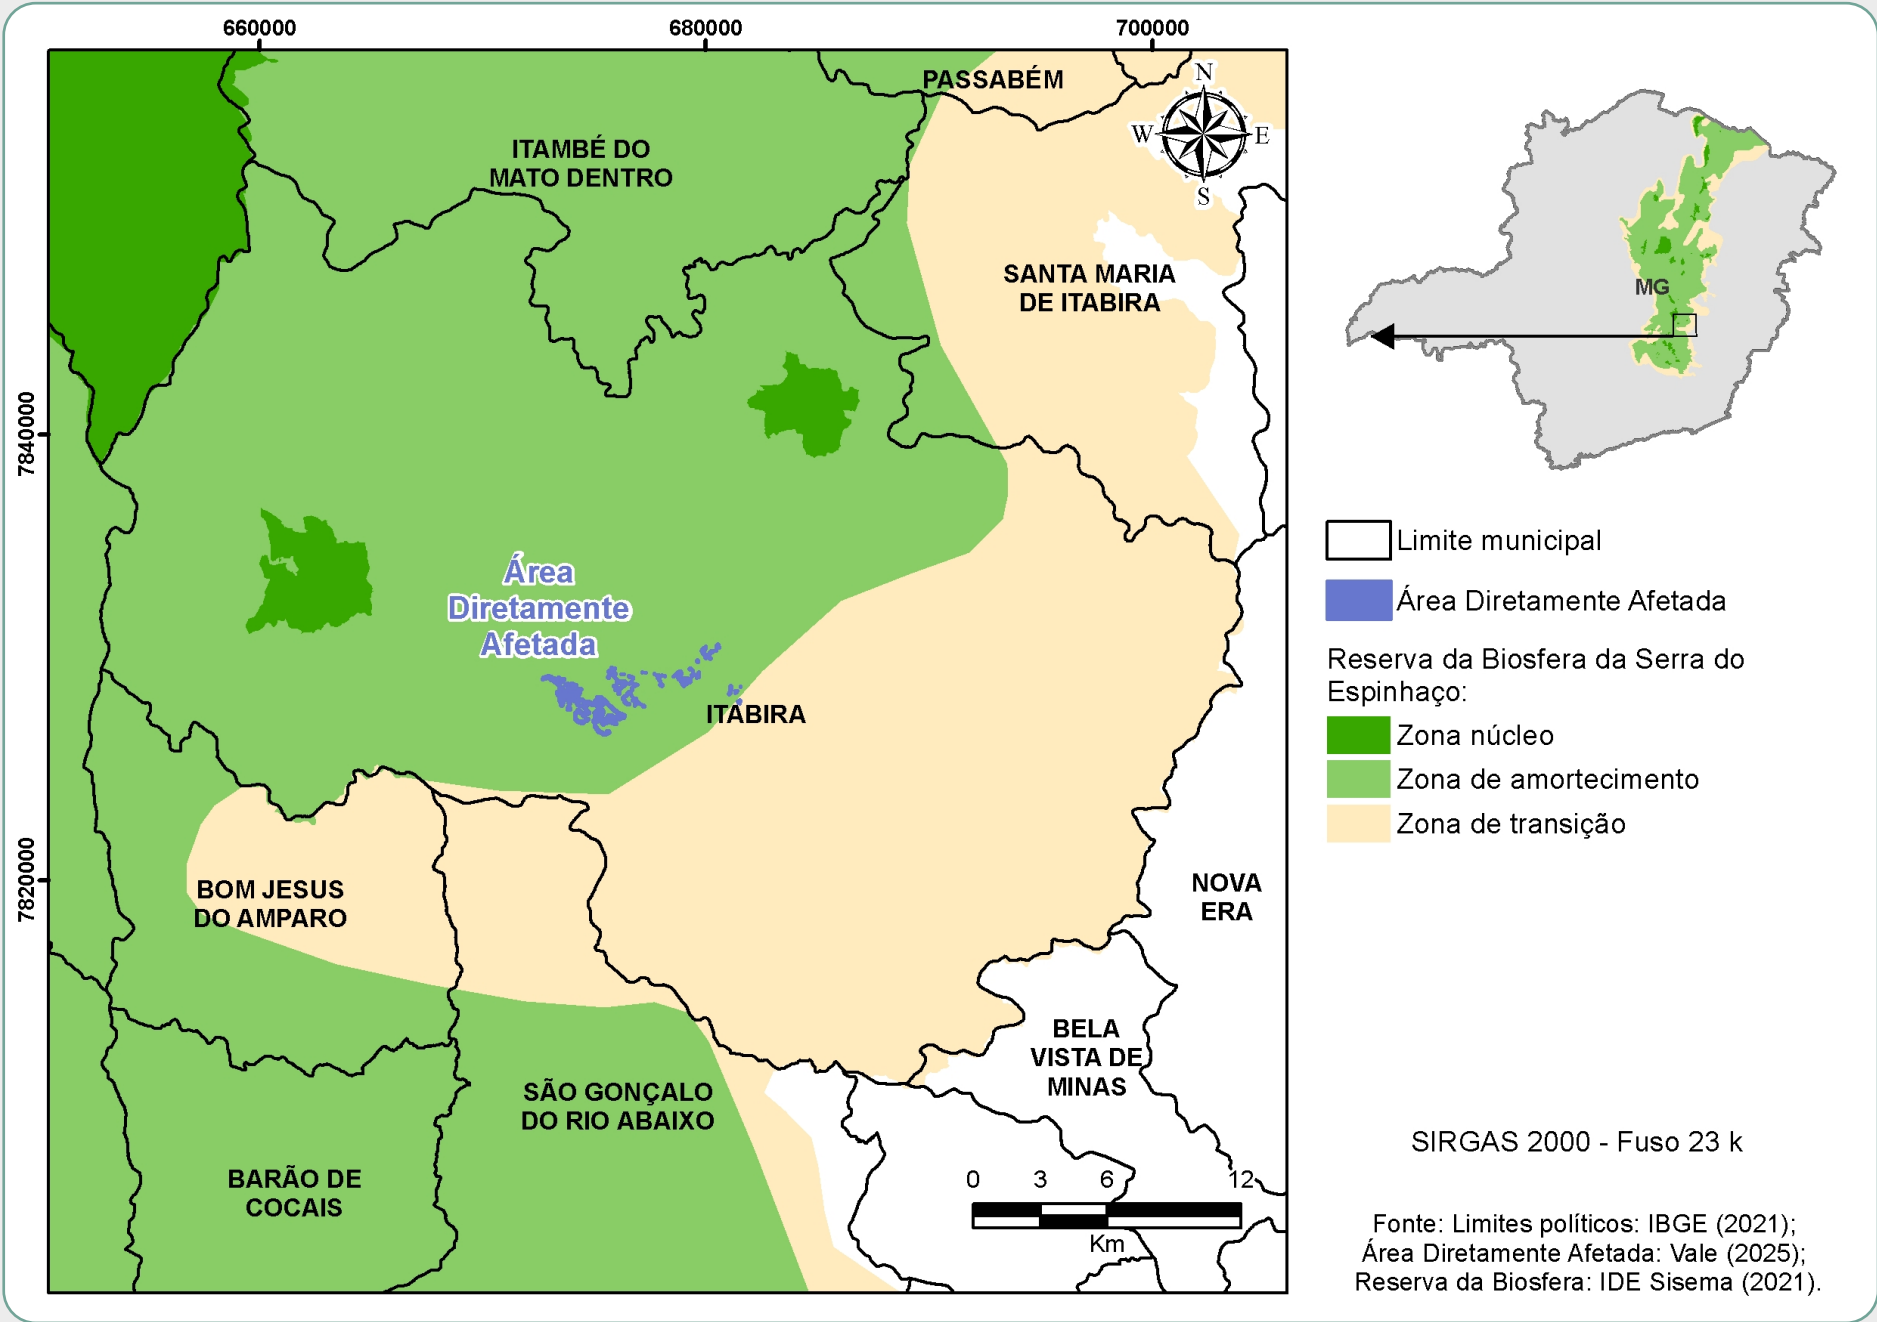 660000
680000
700000
7840000
7820000
PASSABÉM
ITAMBÉ DO
MATO DENTRO
N
W
E
S
SANTA MARIA
DE ITABIRA
Área
Diretamente
Afetada
ITABIRA
BOM JESUS
DO AMPARO
NOVA
ERA
BELA
VISTA DE
MINAS
SÃO GONÇALO
DO RIO ABAIXO
BARÃO DE
COCAIS
0 3 6 12
Km
MG
Limite municipal
Área Diretamente Afetada
Reserva da Biosfera da Serra do
Espinhaço:
Zona núcleo
Zona de amortecimento
Zona de transição
SIRGAS 2000 - Fuso 23 k
Fonte: Limites políticos: IBGE (2021);
Área Diretamente Afetada: Vale (2025);
Reserva da Biosfera: IDE Sisema (2021).